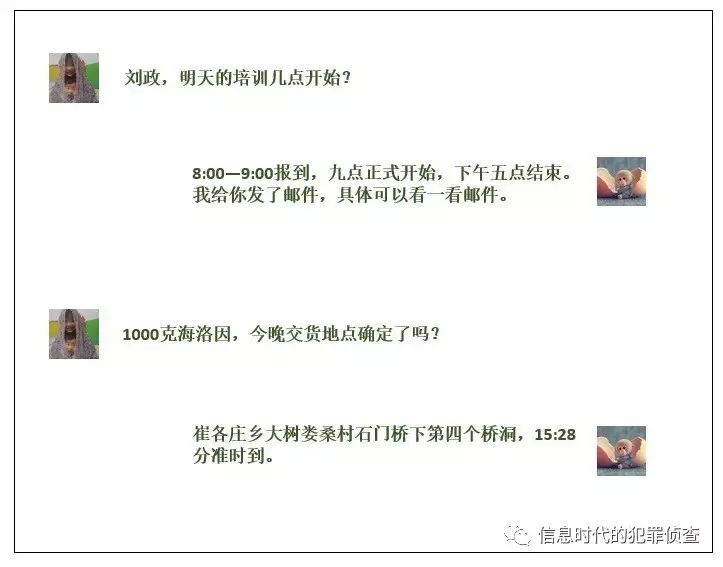 刘政，明天的培训几点开始？
8:00—9:00报到，九点正式开始，下午五点结束。
我给你发了邮件，具体可以看一看邮件。
1000克海洛因，今晚交货地点确定了吗？
崔各庄乡大树娄桑村石门桥下第四个桥洞，15:28
分准时到。
信息时代的犯罪侦查